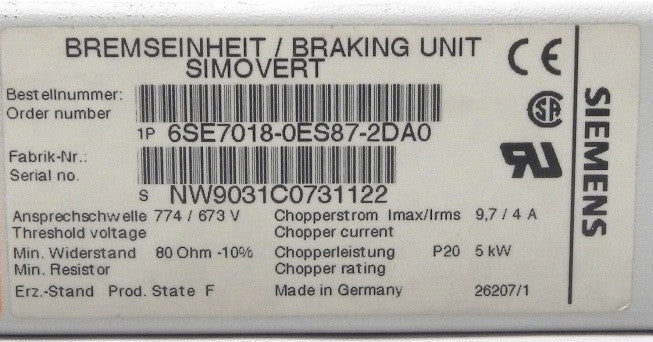 BREMSEINHEIT / BRAKING UNIT
SIMOVERT
CE
Bestellnummer:
Order number
1P 6SE7018-0ES87-2DA0
SA
Fabrik-Nr.:
Serial no.
S NW9031C0731122
SIEMENS
Ansprechschwelle 774 / 673 V Chopperstrom Imax/Irms 9,7 / 4 A
Threshold voltage Chopper current
Min. Widerstand 80 Ohm -10% Chopperleistung P20 5 kW
Min. Resistor Chopper rating
Erz.-Stand Prod. State F Made in Germany 26207/1